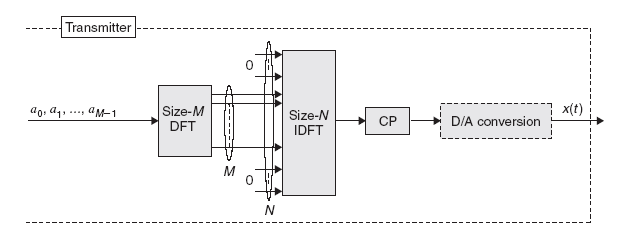 Transmitter
a0, a1, ..., aM–1
Size-M
DFT
M
0
0
N
Size-N
IDFT
CP
D/A conversion
x(t)